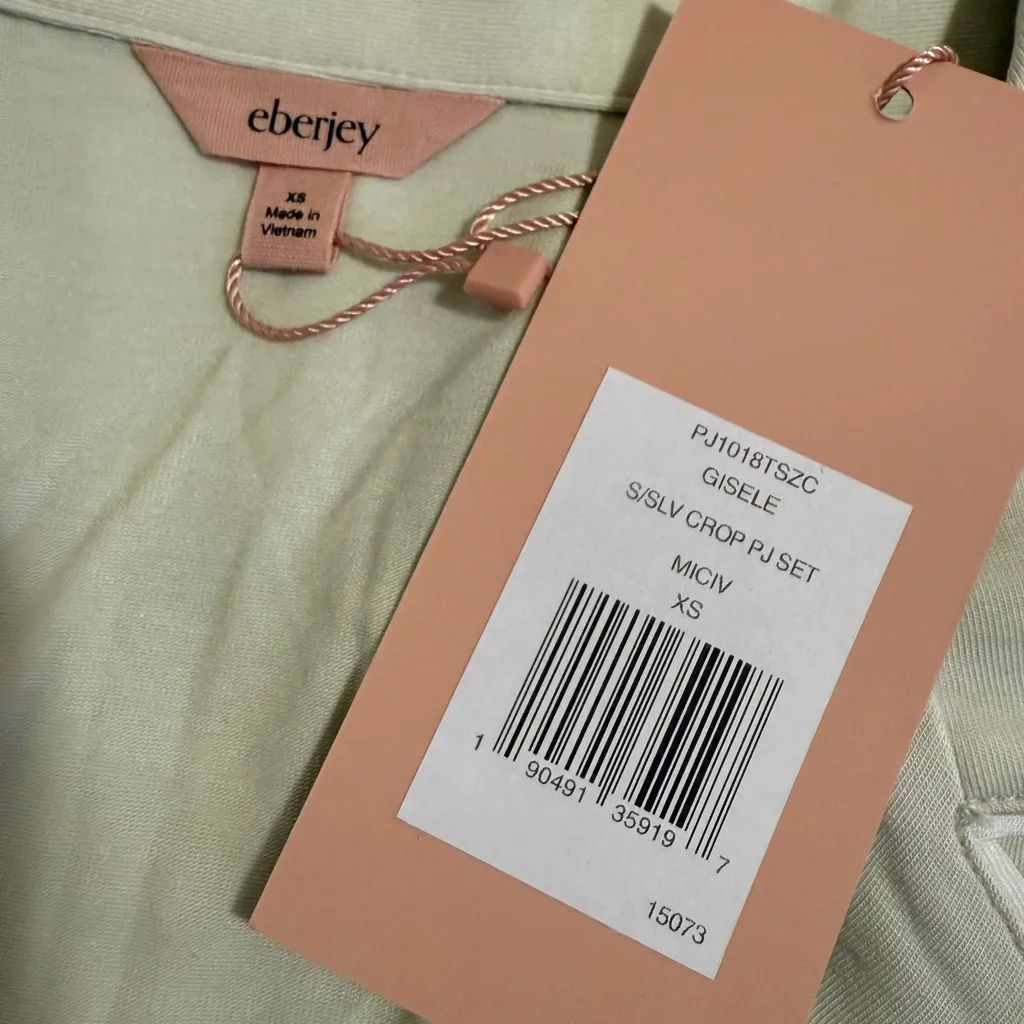 eberjey
XS
Made in
Vietnam
PJ1018TSZC
GISELE
S/SLV CROP PJ SET
MICIV
XS
1 90491 35919 7
15073